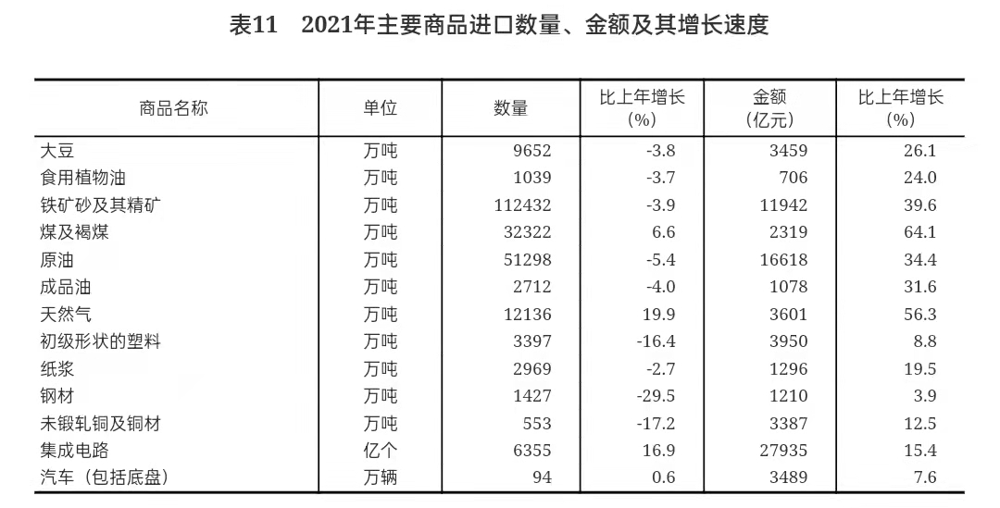 表11 2021年主要商品进口数量、金额及其增长速度
商品名称 单位 数量 比上年增长（%） 金额（亿元） 比上年增长（%）
大豆 万吨 9652 -3.8 3459 26.1
食用植物油 万吨 1039 -3.7 706 24.0
铁矿砂及其精矿 万吨 112432 -3.9 11942 39.6
煤及褐煤 万吨 32322 6.6 2319 64.1
原油 万吨 51298 -5.4 16618 34.4
成品油 万吨 2712 -4.0 1078 31.6
天然气 万吨 12136 19.9 3601 56.3
初级形状的塑料 万吨 3397 -16.4 3950 8.8
纸浆 万吨 2969 -2.7 1296 19.5
钢材 万吨 1427 -29.5 1210 3.9
未锻轧铜及铜材 万吨 553 -17.2 3387 12.5
集成电路 亿个 6355 16.9 27935 15.4
汽车（包括底盘） 万辆 94 0.6 3489 7.6